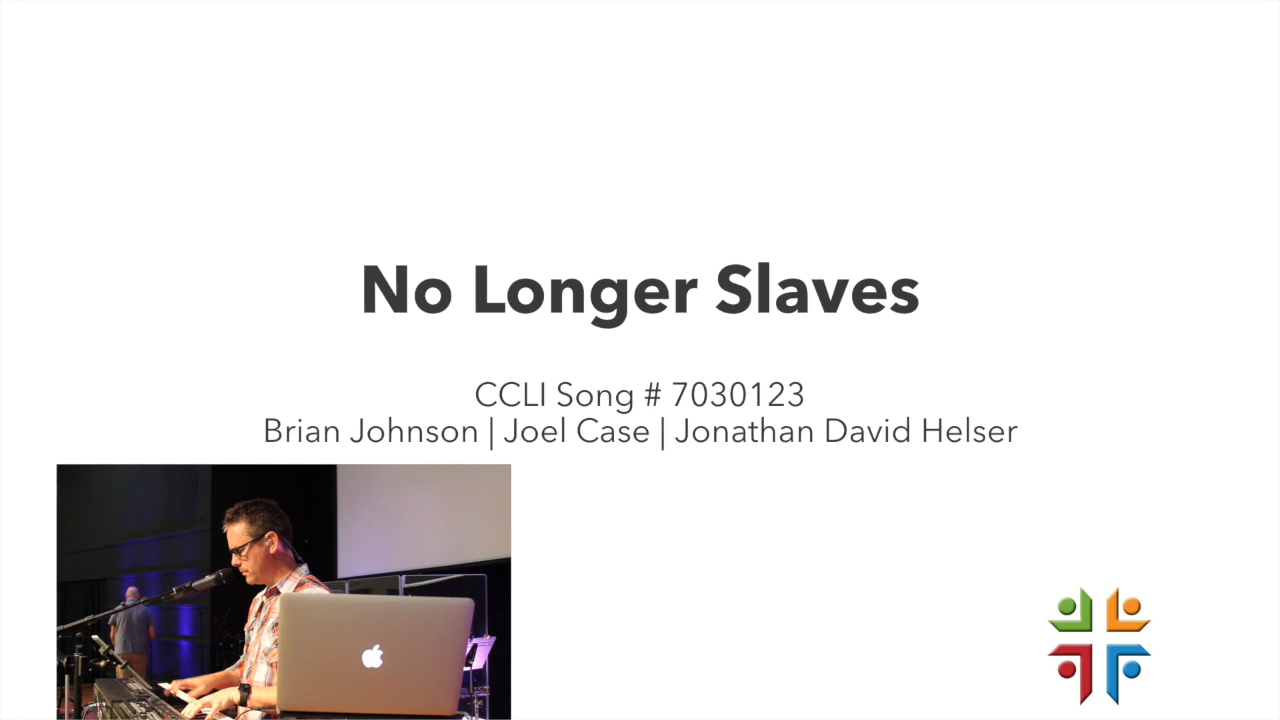 No Longer Slaves
CCLI Song # 7030123
Brian Johnson | Joel Case | Jonathan David Helser